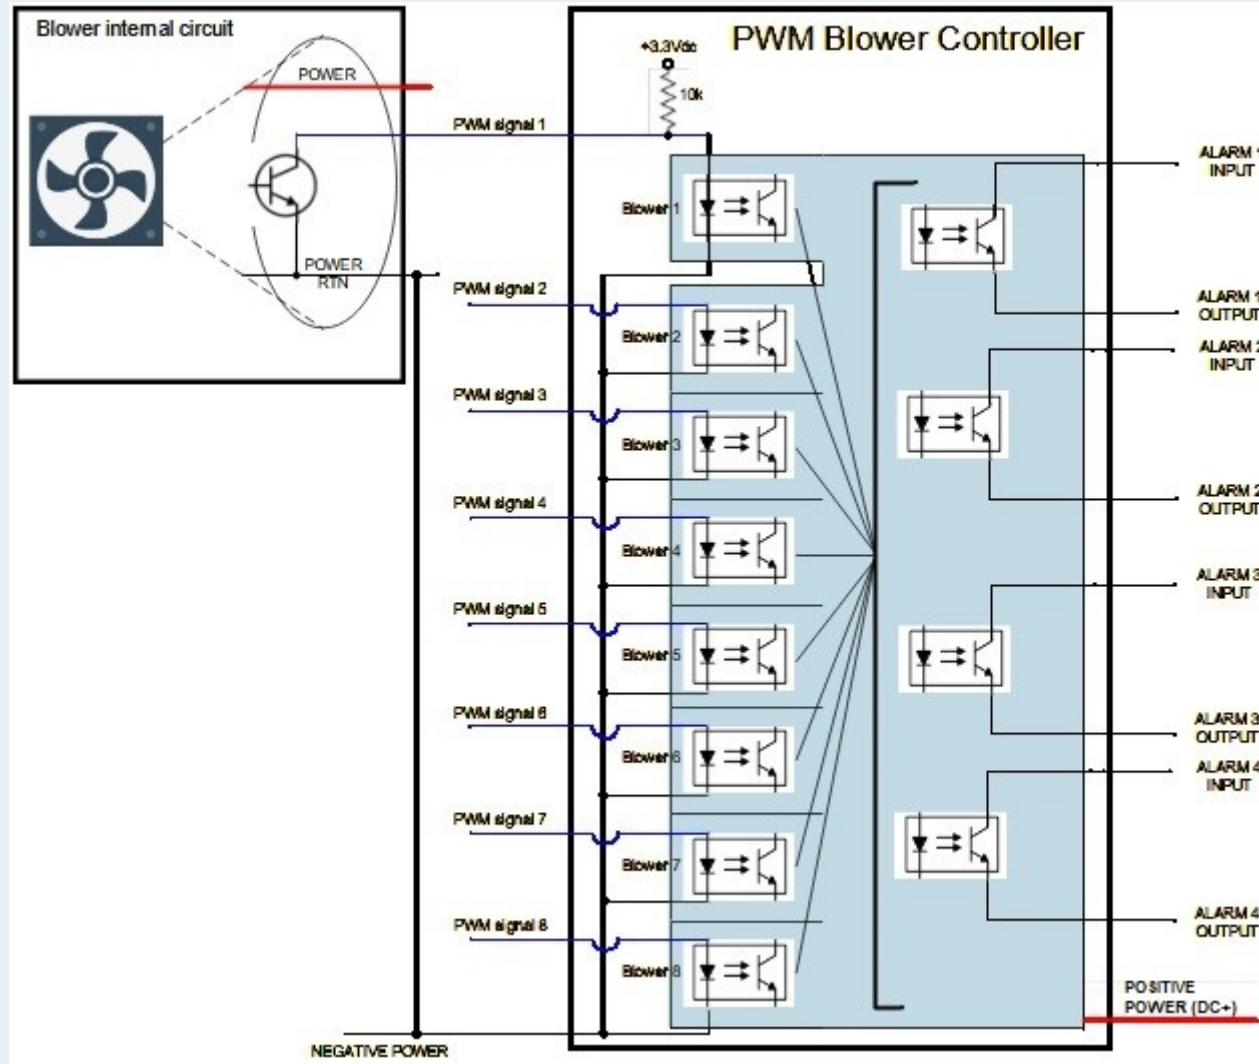 Blower internal circuit
POWER
POWER
RTN
PWM Blower Controller
+3.3Vdc
10k
PWM signal 1
Blower 1
PWM signal 2
Blower 2
PWM signal 3
Blower 3
PWM signal 4
Blower 4
PWM signal 5
Blower 5
PWM signal 6
Blower 6
PWM signal 7
Blower 7
PWM signal 8
Blower 8
NEGATIVE POWER
ALARM 1
INPUT
ALARM 1
OUTPUT
ALARM 2
INPUT
ALARM 2
OUTPUT
ALARM 3
INPUT
ALARM 3
OUTPUT
ALARM 4
INPUT
ALARM 4
OUTPUT
POSITIVE
POWER (DC+)